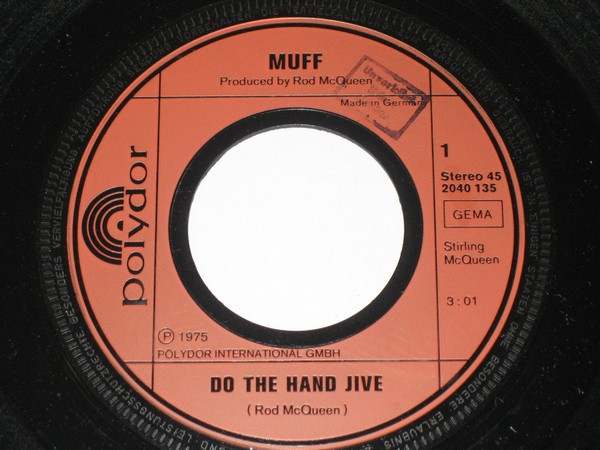 MUFF
Produced by Rod McQueen
Made in Germany
polydor
1
Stereo 45
2040 135
GEMA
Stirling
McQueen
3:01
Ⓟ 1975
POLYDOR INTERNATIONAL GMBH
DO THE HAND JIVE
(Rod McQueen)